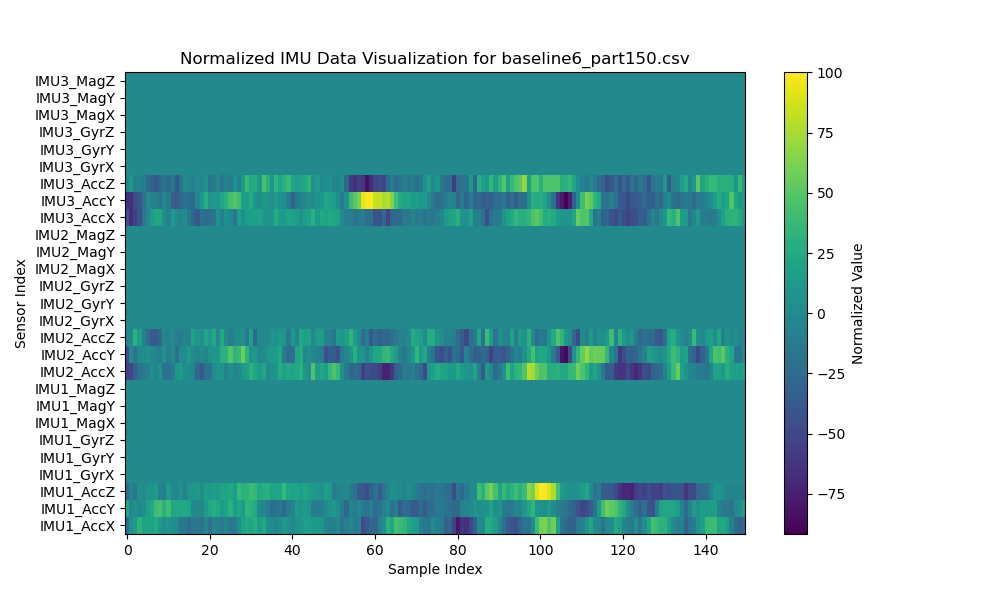 Normalized IMU Data Visualization for baseline6_part150.csv
IMU3_MagZ
IMU3_MagY
IMU3_MagX
IMU3_GyrZ
IMU3_GyrY
IMU3_GyrX
IMU3_AccZ
IMU3_AccY
IMU3_AccX
IMU2_MagZ
IMU2_MagY
IMU2_MagX
IMU2_GyrZ
IMU2_GyrY
IMU2_GyrX
IMU2_AccZ
IMU2_AccY
IMU2_AccX
IMU1_MagZ
IMU1_MagY
IMU1_MagX
IMU1_GyrZ
IMU1_GyrY
IMU1_GyrX
IMU1_AccZ
IMU1_AccY
IMU1_AccX
Sensor Index
0 20 40 60 80 100 120 140
Sample Index
100
75
50
25
0
−25
−50
−75
Normalized Value